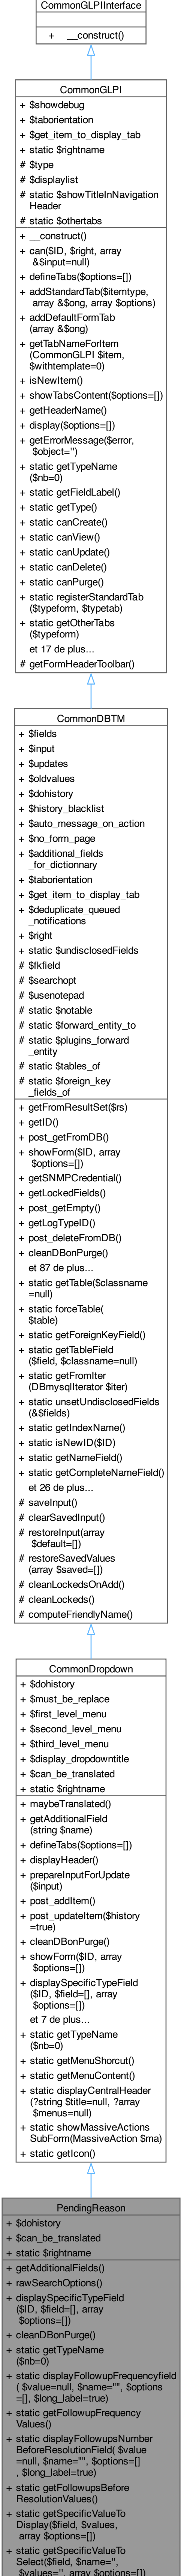 CommonGLPIInterface
+ __construct()
CommonGLPI
+ $showdebug
+ $taborientation
+ $get_item_to_display_tab
+ static $rightname
# $type
# $displaylist
# static $showTitleInNavigation
Header
# static $othertabs
+ __construct()
+ can($ID, $right, array
&$input=null)
+ defineTabs($options=[])
+ addStandardTab($itemtype,
array &$ong, array $options)
+ addDefaultFormTab
(array &$ong)
+ getTabNameForItem
(CommonGLPI $item,
$withtemplate=0)
+ isNewItem()
+ showTabsContent($options=[])
+ getHeaderName()
+ display($options=[])
+ getErrorMessage($error,
$object='')
+ static getTypeName
($nb=0)
+ static getFieldLabel()
+ static getType()
+ static canCreate()
+ static canView()
+ static canUpdate()
+ static canDelete()
+ static canPurge()
+ static registerStandardTab
($typeform, $typetab)
+ static getOtherTabs
($typeform)
et 17 de plus...
# getFormHeaderToolbar()
CommonDBTM
+ $fields
+ $input
+ $updates
+ $oldvalues
+ $dohistory
+ $history_blacklist
+ $auto_message_on_action
+ $no_form_page
+ $additional_fields
_for_dictionnary
+ $taborientation
+ $get_item_to_display_tab
+ $deduplicate_queued
_notifications
+ $right
+ static $undisclosedFields
# $fkfield
# $searchopt
# $usenotepad
# static $notable
# static $forward_entity_to
# static $plugins_forward
_entity
# static $tables_of
# static $foreign_key
_fields_of
+ getFromResultSet($rs)
+ getID()
+ post_getFromDB()
+ showForm($ID, array
$options=[])
+ getSNMPCredential()
+ getLockedFields()
+ post_getEmpty()
+ getLogTypeID()
+ post_deleteFromDB()
+ cleanDBonPurge()
et 87 de plus...
+ static getTable($classname
=null)
+ static forceTable(
$table)
+ static getForeignKeyField()
+ static getTableField
($field, $classname=null)
+ static getFromIter
(DBmysqlIterator $iter)
+ static unsetUndisclosedFields
(&$fields)
+ static getIndexName()
+ static isNewID($ID)
+ static getNameField()
+ static getCompleteNameField()
et 26 de plus...
# saveInput()
# clearSavedInput()
# restoreInput(array
$default=[])
# restoreSavedValues
(array $saved=[])
# cleanLockedsOnAdd()
# cleanLockeds()
# computeFriendlyName()
CommonDropdown
+ $dohistory
+ $must_be_replace
+ $first_level_menu
+ $second_level_menu
+ $third_level_menu
+ $display_dropdowntitle
+ $can_be_translated
+ static $rightname
+ maybeTranslated()
+ getAdditionalField
(string $name)
+ defineTabs($options=[])
+ displayHeader()
+ prepareInputForUpdate
($input)
+ post_addItem()
+ post_updateItem($history
=true)
+ cleanDBonPurge()
+ showForm($ID, array
$options=[])
+ displaySpecificTypeField
($ID, $field=[], array
$options=[])
et 7 de plus...
+ static getTypeName
($nb=0)
+ static getMenuShorcut()
+ static getMenuContent()
+ static displayCentralHeader
(?string $title=null, ?array
$menus=null)
+ static showMassiveActions
SubForm(MassiveAction $ma)
+ static getIcon()
PendingReason
+ $dohistory
+ $can_be_translated
+ static $rightname
+ getAdditionalFields()
+ rawSearchOptions()
+ displaySpecificTypeField
($ID, $field=[], array
$options=[])
+ cleanDBonPurge()
+ static getTypeName
($nb=0)
+ static displayFollowupFrequencyfield
( $value=null, $name="", $options
=[], $long_label=true)
+ static getFollowupFrequency
Values()
+ static displayFollowupsNumber
BeforeResolutionField( $value
=null, $name="", $options=[]
, $long_label=true)
+ static getFollowupsBefore
ResolutionValues()
+ static getSpecificValueTo
Display($field, $values,
array $options=[])
+ static getSpecificValueTo
Select($field, $name='',
$values='', array $options=[])